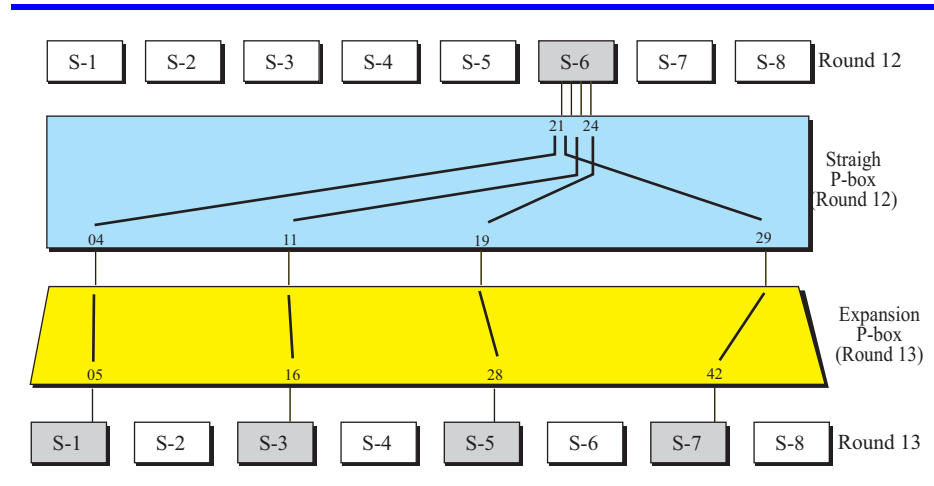 S-1 S-2 S-3 S-4 S-5 S-6 S-7 S-8 Round 12
21 24
Straigh
P-box
(Round 12)
04 11 19 29
Expansion
P-box
(Round 13)
05 16 28 42
S-1 S-2 S-3 S-4 S-5 S-6 S-7 S-8 Round 13